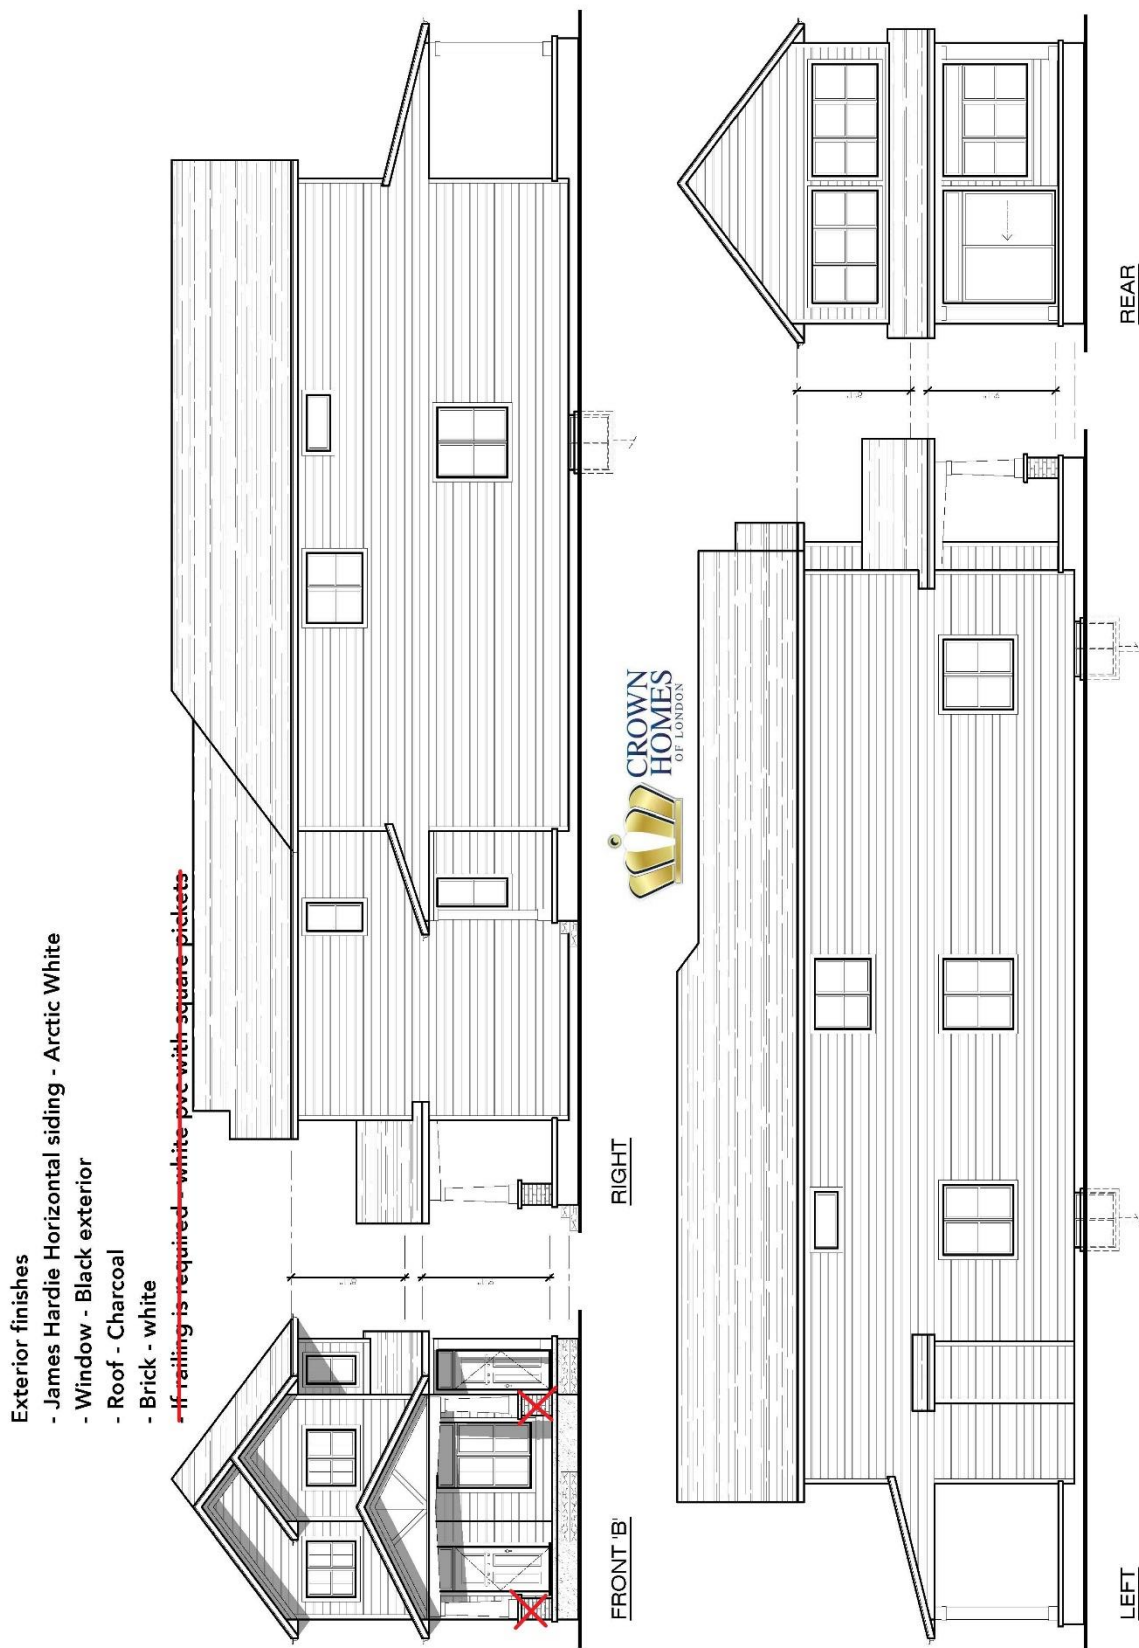 Exterior finishes
- James Hardie Horizontal siding - Arctic White
- Window - Black exterior
- Roof - Charcoal
- Brick - white
- If railing is required - white pvc with square pickets
FRONT 'B'
RIGHT
CROWN
HOMES
OF LONDON
LEFT
REAR